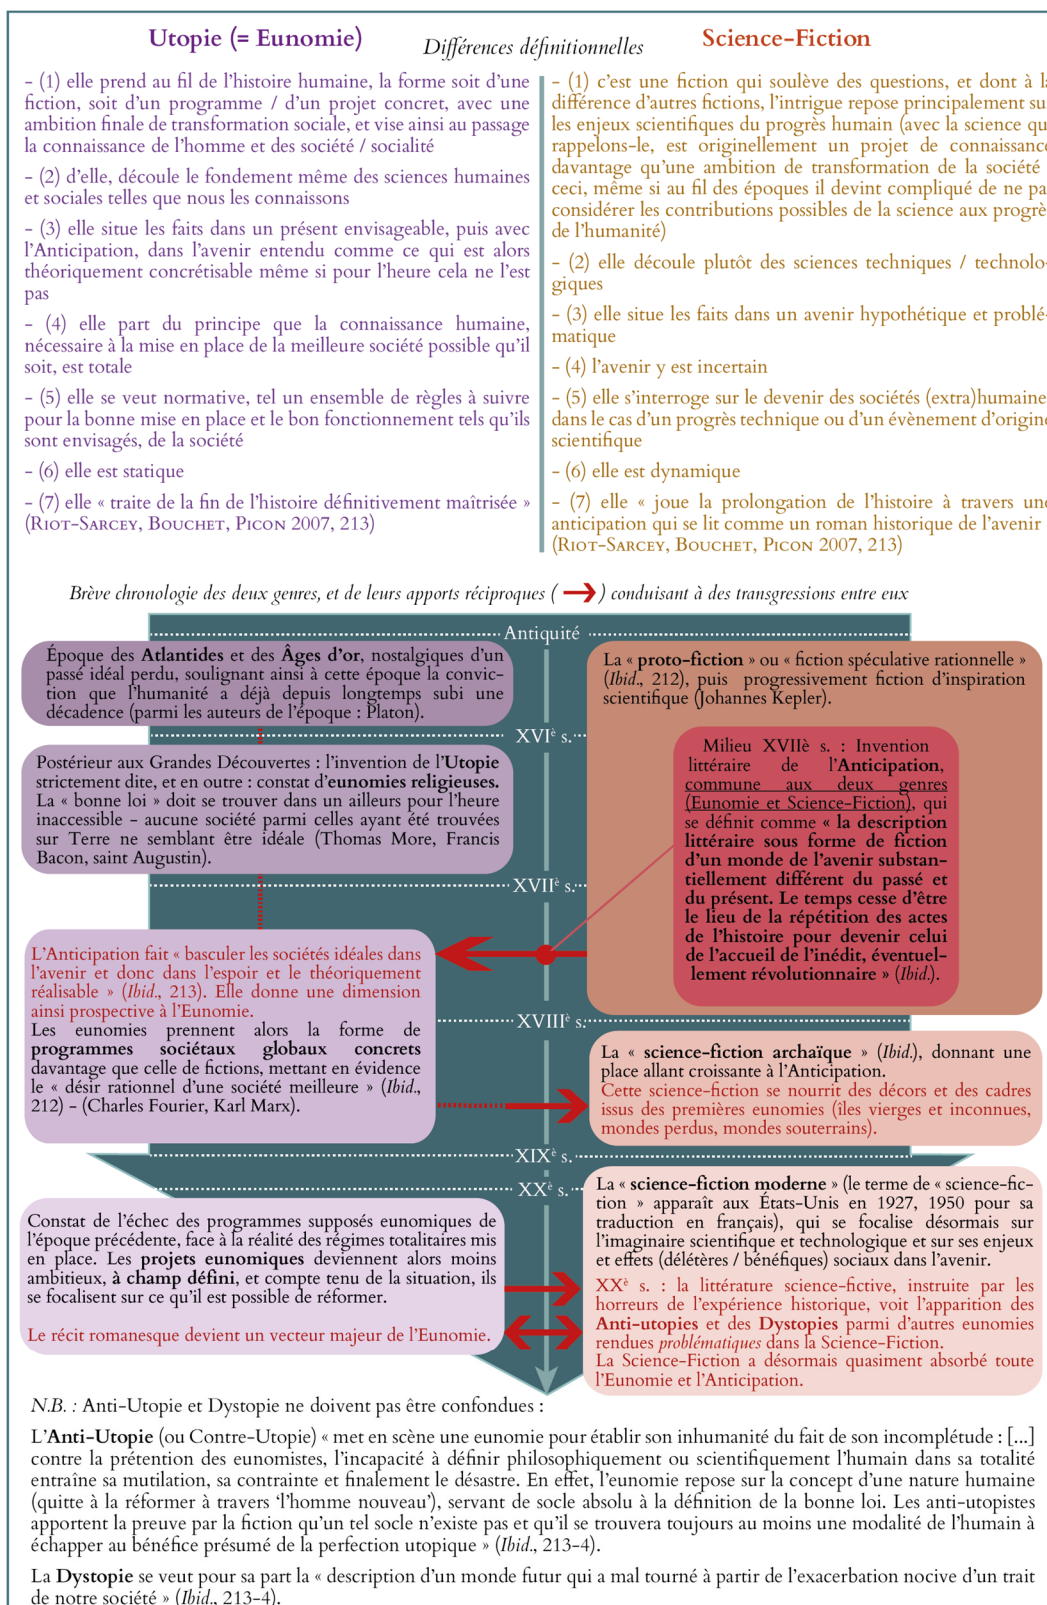 Utopie (= Eunomie)
Différences définitionnelles
Science-Fiction
- (1) elle prend au fil de l'histoire humaine, la forme soit d'une
fiction, soit d'un programme / d'un projet concret, avec une
ambition finale de transformation sociale, et vise ainsi au passage
la connaissance de l'homme et des société / socialité
- (2) d'elle, découle le fondement même des sciences humaines
et sociales telles que nous les connaissons
- (3) elle situe les faits dans un présent envisageable, puis avec
l'Anticipation, dans l'avenir entendu comme ce qui est alors
théoriquement concrétisable même si pour l'heure cela ne l'est
pas
- (4) elle part du principe que la connaissance humaine,
nécessaire à la mise en place de la meilleure société possible qu'il
soit, est totale
- (5) elle se veut normative, tel un ensemble de règles à suivre
pour la bonne mise en place et le bon fonctionnement tels qu'ils
sont envisagés, de la société
- (6) elle est statique
- (7) elle « traite de la fin de l'histoire définitivement maîtrisée »
(Riot-Sarcey, Bouchet, Picon 2007, 213)
- (1) c'est une fiction qui soulève des questions, et dont à la
différence d'autres fictions, l'intrigue repose principalement su
les enjeux scientifiques du progrès humain (avec la science qu
rappelons-le, est originellement un projet de connaissance
davantage qu'une ambition de transformation de la société
ceci, même si au fil des époques il devint compliqué de ne pa
considérer les contributions possibles de la science aux progrè
de l'humanité)
- (2) elle découle plutôt des sciences techniques / technolo-
giques
- (3) elle situe les faits dans un avenir hypothétique et problé-
matique
- (4) l'avenir y est incertain
- (5) elle s'interroge sur le devenir des sociétés (extra)humaine
dans le cas d'un progrès technique ou d'un évènement d'origine
scientifique
- (6) elle est dynamique
- (7) elle « joue la prolongation de l'histoire à travers une
anticipation qui se lit comme un roman historique de l'avenir
(Riot-Sarcey, Bouchet, Picon 2007, 213)
Brève chronologie des deux genres, et de leurs apports réciproques ( → ) conduisant à des transgressions entre eux
Antiquité
Époque des Atlantides et des Âges d'or, nostalgiques d'un
passé idéal perdu, soulignant ainsi à cette époque la convic-
tion que l'humanité a déjà depuis longtemps subi une
décadence (parmi les auteurs de l'époque : Platon).
La « proto-fiction » ou « fiction spéculative rationnelle »
(Ibid., 212), puis progressivement fiction d'inspiration
scientifique (Johannes Kepler).
XVIè s.
Postérieur aux Grandes Découvertes : l'invention de l'Utopie
strictement dite, et en outre : constat d'eunomies religieuses.
La « bonne loi » doit se trouver dans un ailleurs pour l'heure
inaccessible - aucune société parmi celles ayant été trouvées
sur Terre ne semblant être idéale (Thomas More, Francis
Bacon, saint Augustin).
Milieu XVIIè s. : Invention
littéraire de l'Anticipation,
commune aux deux genres
(Eunomie et Science-Fiction), qui
se définit comme « la description
littéraire sous forme de fiction
d'un monde de l'avenir substan-
tiellement différent du passé et
du présent. Le temps cesse d'être
le lieu de la répétition des actes
de l'histoire pour devenir celui
de l'accueil de l'inédit, éventuel-
lement révolutionnaire » (Ibid.).
XVIIè s.
L'Anticipation fait « basculer les sociétés idéales dans
l'avenir et donc dans l'espoir et le théoriquement
réalisable » (Ibid., 213). Elle donne une dimension
ainsi prospective à l'Eunomie.
Les eunomies prennent alors la forme de
programmes sociétaux globaux concrets
davantage que celle de fictions, mettant en évidence
le « désir rationnel d'une société meilleure » (Ibid.,
212) - (Charles Fourier, Karl Marx).
XVIIIè s.
La « science-fiction archaïque » (Ibid.), donnant une
place allant croissante à l'Anticipation.
Cette science-fiction se nourrit des décors et des cadres
issus des premières eunomies (îles vierges et inconnues,
mondes perdus, mondes souterrains).
XIXè s.
XXè s.
Constat de l'échec des programmes supposés eunomiques de
l'époque précédente, face à la réalité des régimes totalitaires mis
en place. Les projets eunomiques deviennent alors moins
ambitieux, à champ défini, et compte tenu de la situation, ils
se focalisent sur ce qu'il est possible de réformer.
Le récit romanesque devient un vecteur majeur de l'Eunomie.
La « science-fiction moderne » (le terme de « science-fic-
tion » apparaît aux États-Unis en 1927, 1950 pour sa
traduction en français), qui se focalise désormais sur
l'imaginaire scientifique et technologique et sur ses enjeux
et effets (délétères / bénéfiques) sociaux dans l'avenir.
XXè s. : la littérature science-fictive, instruite par les
horreurs de l'expérience historique, voit l'apparition des
Anti-utopies et des Dystopies parmi d'autres eunomies
rendues problématiques dans la Science-Fiction.
La Science-Fiction a désormais quasiment absorbé toute
l'Eunomie et l'Anticipation.
N.B. : Anti-Utopie et Dystopie ne doivent pas être confondues :
L'Anti-Utopie (ou Contre-Utopie) « met en scène une eunomie pour établir son inhumanité du fait de son incomplétude : [...]
contre la prétention des eunomistes, l'incapacité à définir philosophiquement ou scientifiquement l'humain dans sa totalité
entraîne sa mutilation, sa contrainte et finalement le désastre. En effet, l'eunomie repose sur la concept d'une nature humaine
(quitte à la réformer à travers 'l'homme nouveau'), servant de socle absolu à la définition de la bonne loi. Les anti-utopistes
apportent la preuve par la fiction qu'un tel socle n'existe pas et qu'il se trouvera toujours au moins une modalité de l'humain à
échapper au bénéfice présumé de la perfection utopique » (Ibid., 213-4).
La Dystopie se veut pour sa part la « description d'un monde futur qui a mal tourné à partir de l'exacerbation nocive d'un trait
de notre société » (Ibid., 213-4).